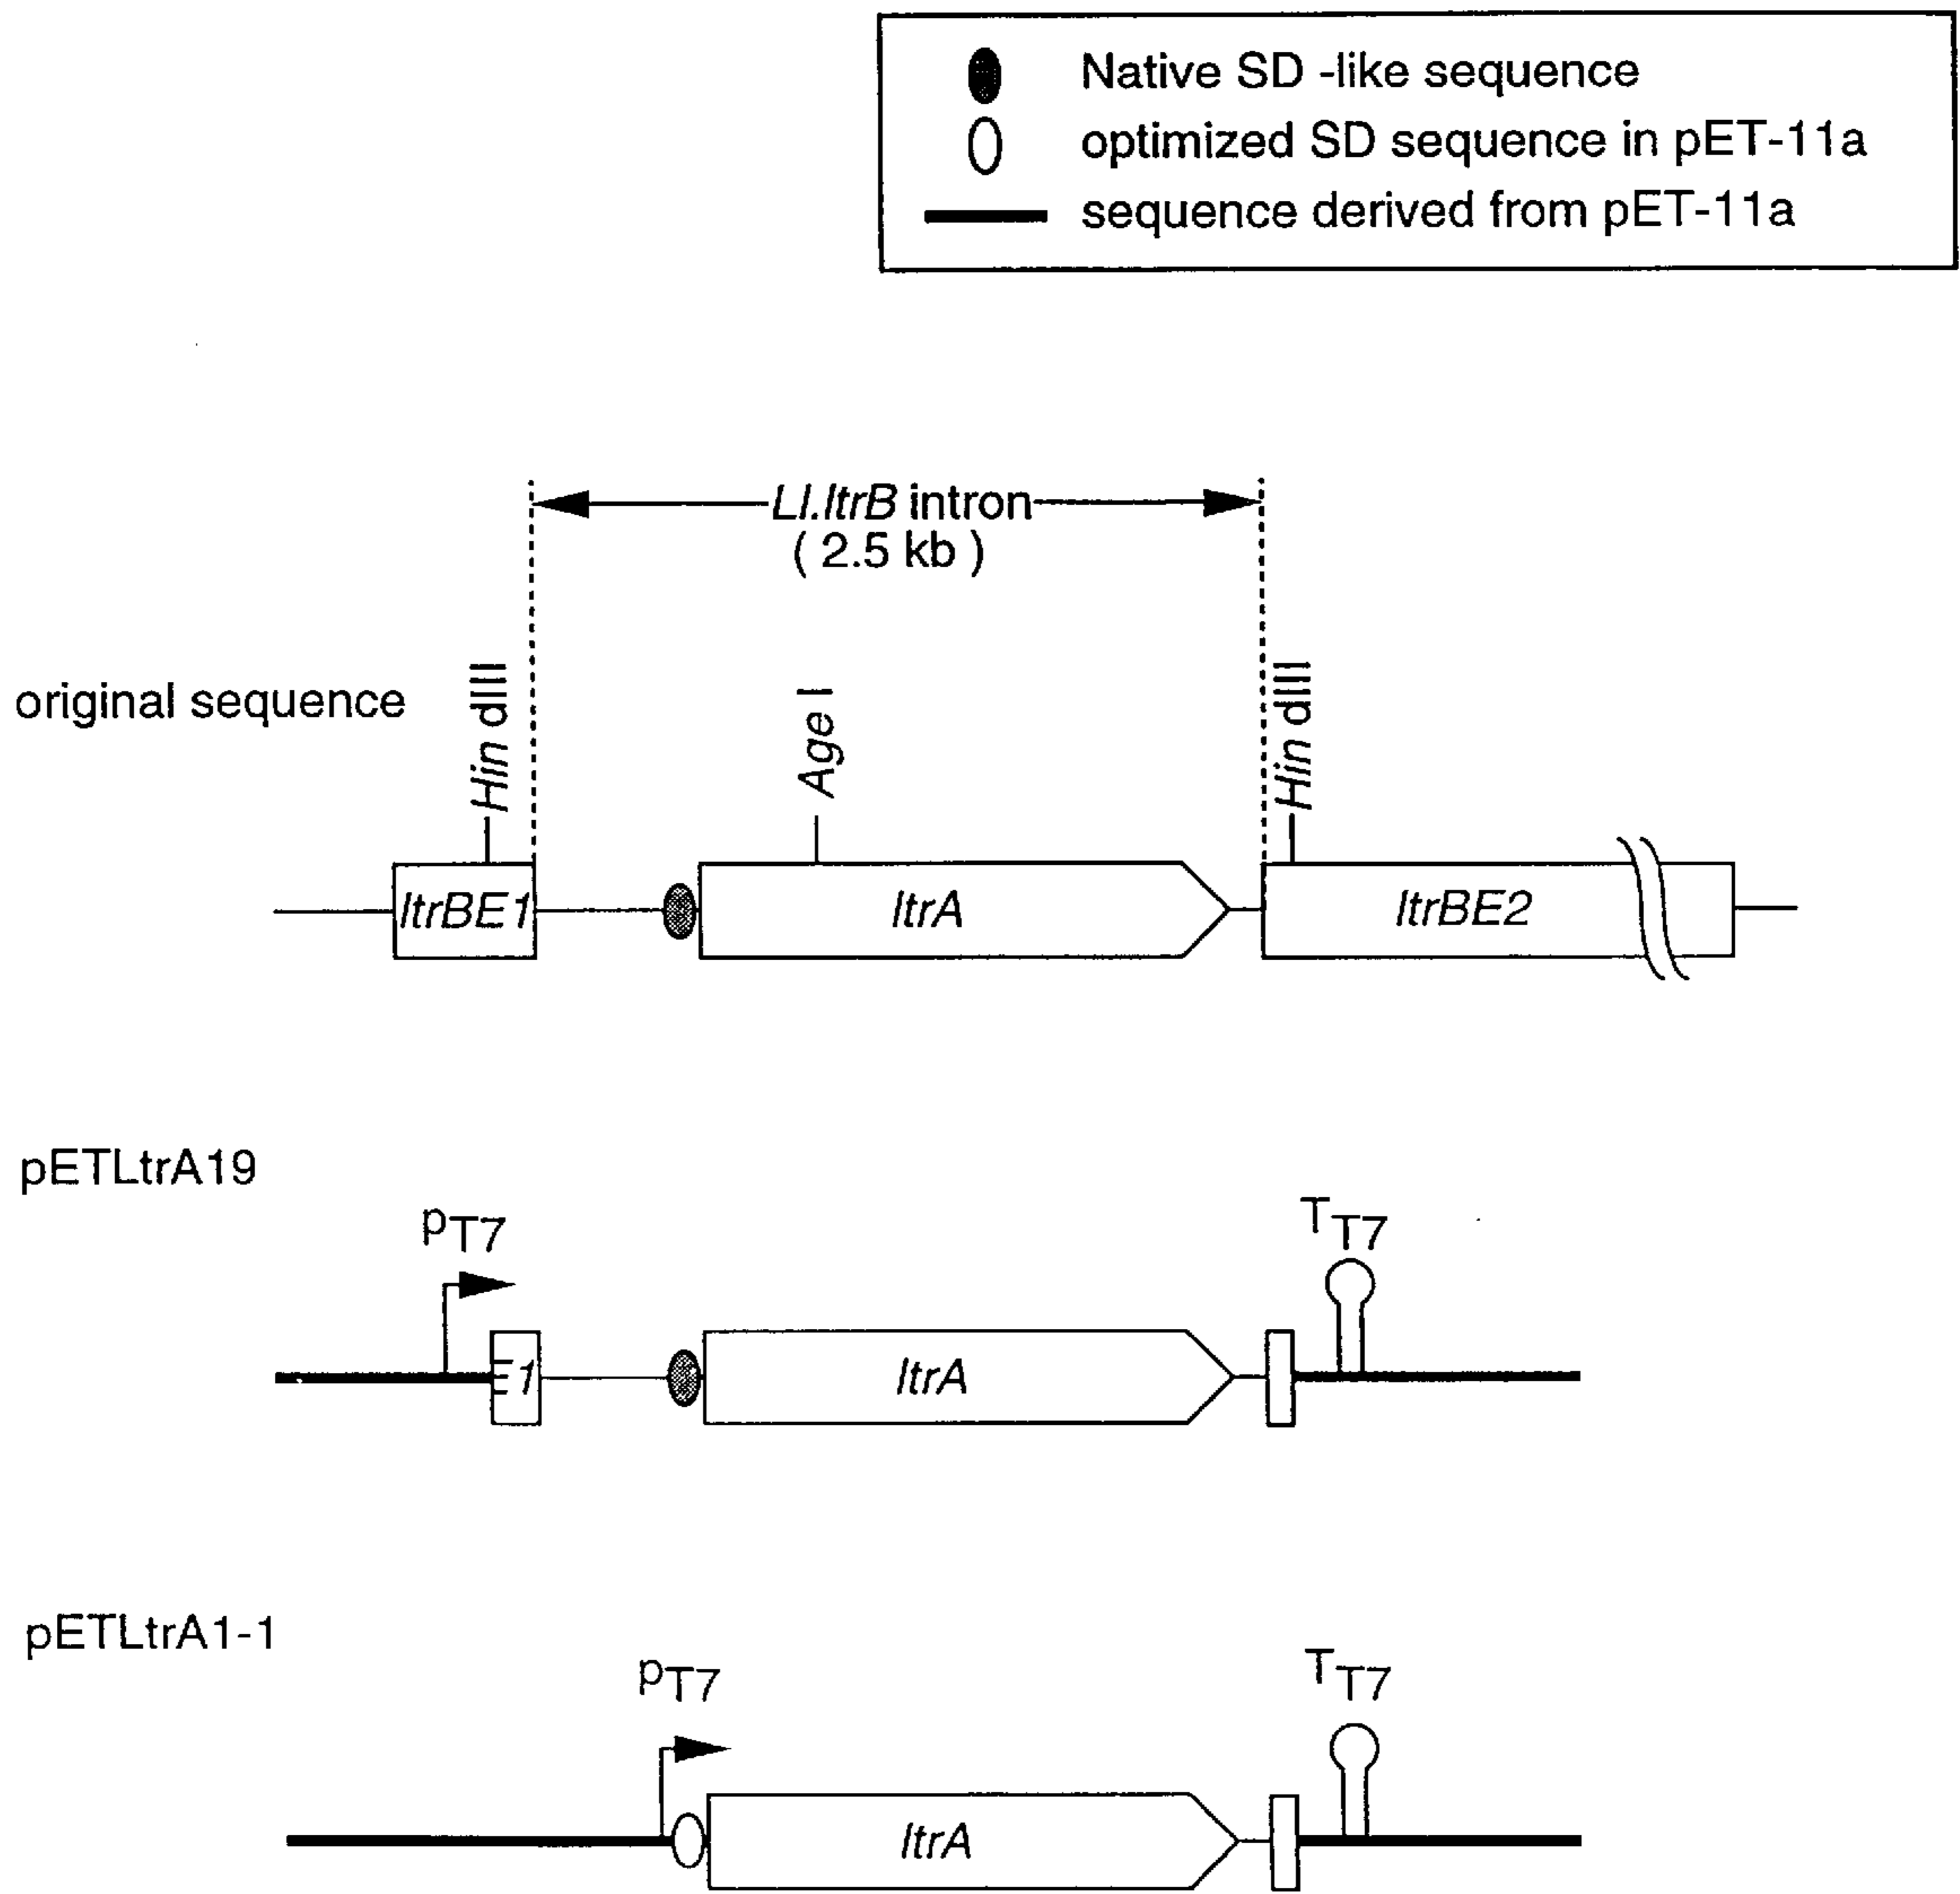 Native SD -like sequence
optimized SD sequence in pET-11a
sequence derived from pET-11a
Ll.ltrB intron
( 2.5 kb )
original sequence
Hin dIII
Age I
Hin dIII
ltrBE1
ltrA
ltrBE2
pETLtrA19
pT7
TT7
E1
ltrA
pETLtrA1-1
pT7
TT7
ltrA